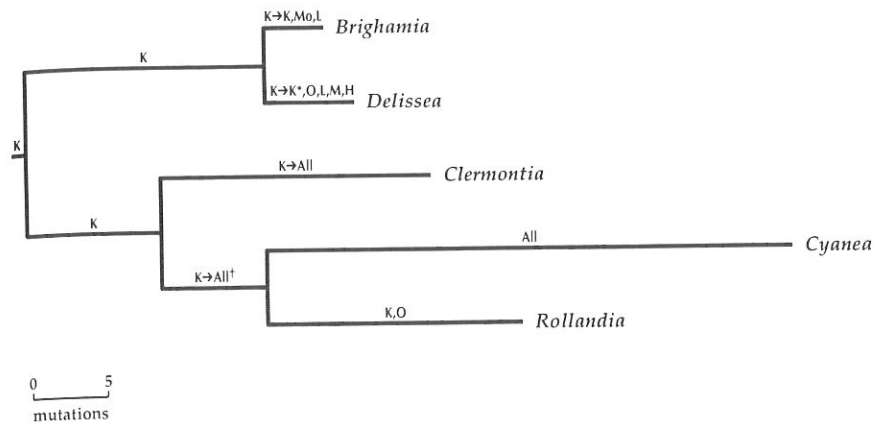 K→K,Mo,L
Brighamia
K
K→K*,O,L,M,H
Delissea
K
K→All
Clermontia
K
All
Cyanea
K→All†
K,O
Rollandia
0 5
mutations